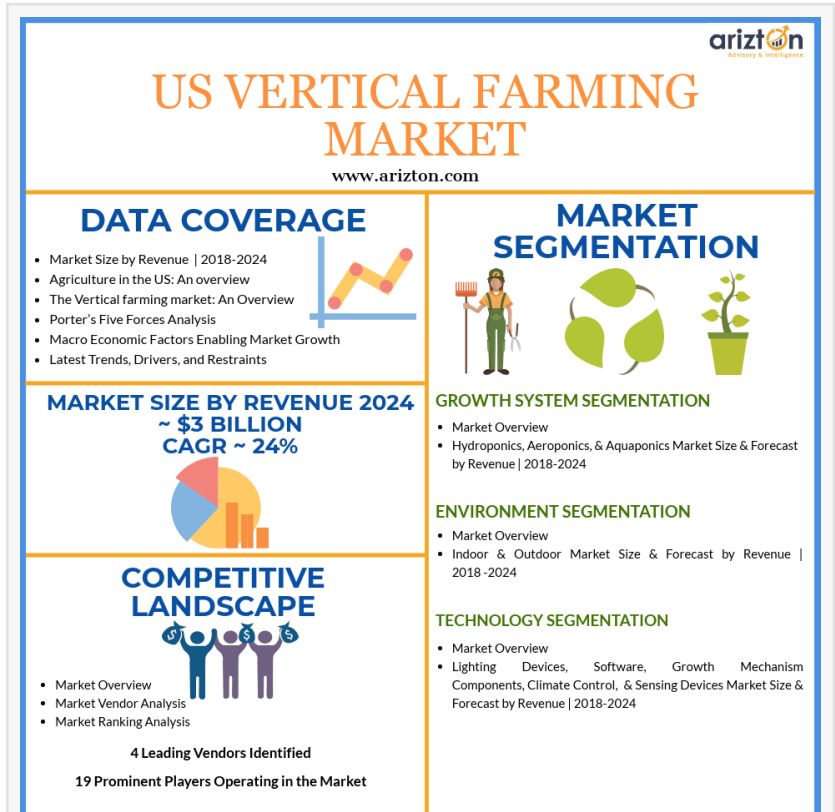 arizton
Advisory & Intelligence
US VERTICAL FARMING
MARKET
www.arizton.com
DATA COVERAGE
• Market Size by Revenue | 2018-2024
• Agriculture in the US: An overview
• The Vertical farming market: An Overview
• Porter's Five Forces Analysis
• Macro Economic Factors Enabling Market Growth
• Latest Trends, Drivers, and Restraints
MARKET SIZE BY REVENUE 2024
~ $3 BILLION
CAGR ~ 24%
COMPETITIVE
LANDSCAPE
$ $ $
• Market Overview
• Market Vendor Analysis
• Market Ranking Analysis
4 Leading Vendors Identified
19 Prominent Players Operating in the Market
MARKET
SEGMENTATION
GROWTH SYSTEM SEGMENTATION
• Market Overview
• Hydroponics, Aeroponics, & Aquaponics Market Size & Forecast
by Revenue | 2018-2024
ENVIRONMENT SEGMENTATION
• Market Overview
• Indoor & Outdoor Market Size & Forecast by Revenue |
2018 -2024
TECHNOLOGY SEGMENTATION
• Market Overview
• Lighting Devices, Software, Growth Mechanism
Components, Climate Control, & Sensing Devices Market Size &
Forecast by Revenue | 2018-2024